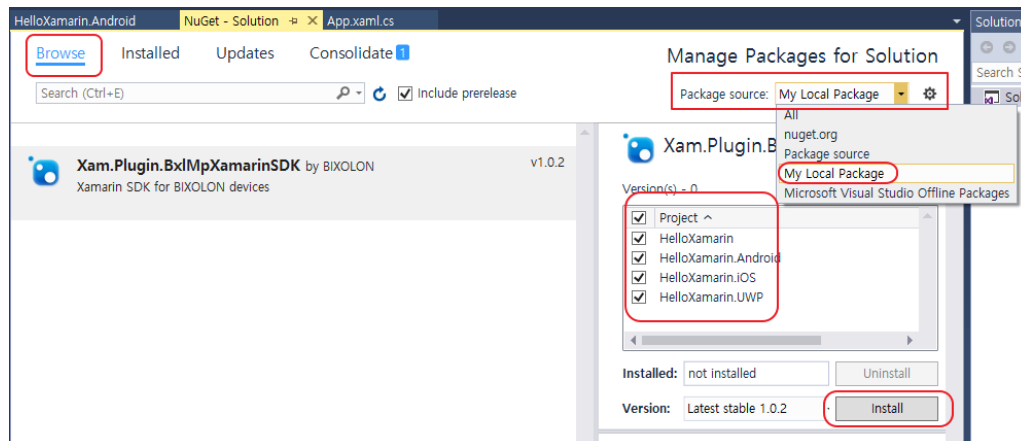 HelloXamarin.Android NuGet - Solution App.xaml.cs
Solution
Browse Installed Updates Consolidate 1
Manage Packages for Solution
Search (Ctrl+E) Include prerelease
Package source: My Local Package
Search S
Sol
All
nuget.org
Package source
My Local Package
Microsoft Visual Studio Offline Packages
Xam.Plugin.BxlMpXamarinSDK by BIXOLON v1.0.2
Xamarin SDK for BIXOLON devices
Xam.Plugin.B
Version(s) - 0
Project
HelloXamarin
HelloXamarin.Android
HelloXamarin.iOS
HelloXamarin.UWP
Installed: not installed Uninstall
Version: Latest stable 1.0.2 Install